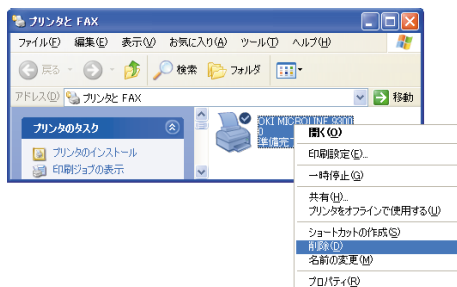 プリンタと FAX
ファイル(F) 編集(E) 表示(V) お気に入り(A) ツール(T) ヘルプ(H)
戻る 検索 フォルダ
アドレス(D) プリンタと FAX 移動
プリンタのタスク
プリンタのインストール
印刷ジョブの表示
OKI MICROLINE 9300
0
準備完了
開く(O)
印刷設定(E)...
一時停止(G)
共有(H)...
プリンタをオフラインで使用する(U)
ショートカットの作成(S)
削除(D)
名前の変更(M)
プロパティ(R)